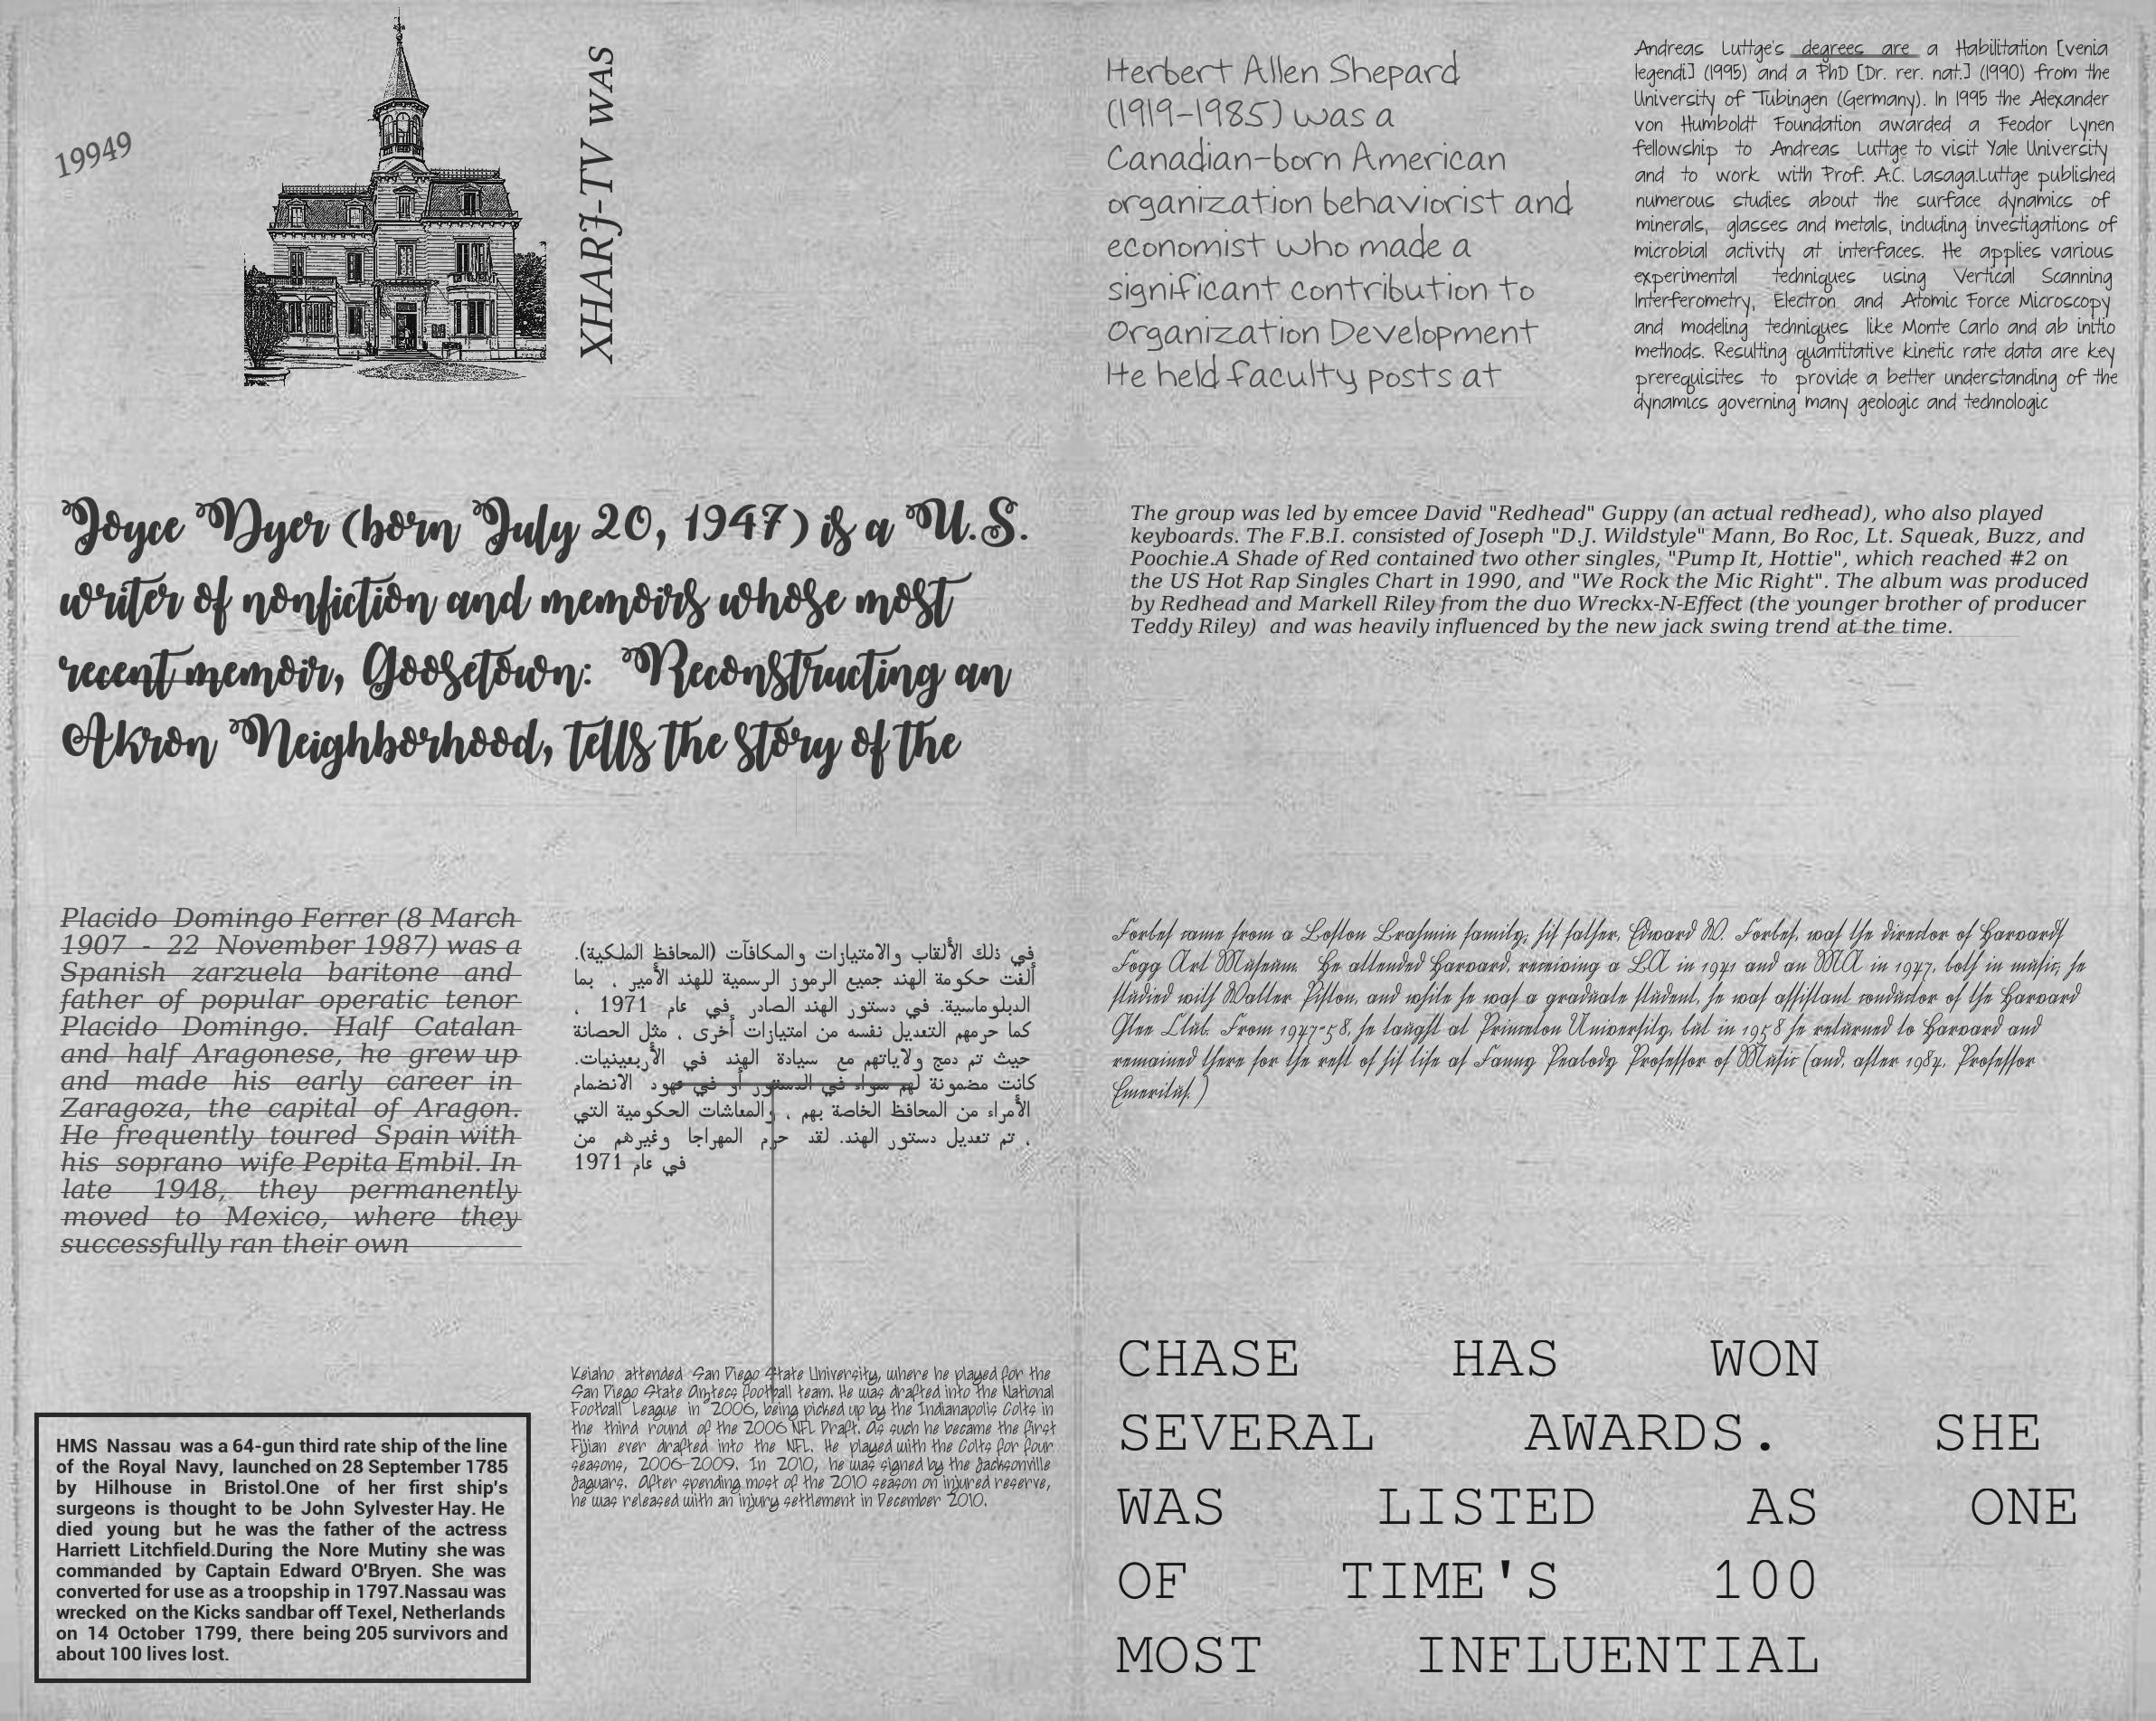 19949
XHARJ-TV was
Herbert Allen Shepard
(1919-1985) was a
Canadian-born American
organization behaviorist and
economist who made a
significant contribution to
Organization Development
He held faculty posts at
Andreas Luttge's degrees are a Habilitation [venia
legendi] (1995) and a PhD [Dr. rer. nat.] (1990) from the
University of Tubingen (Germany). In 1995 the Alexander
von Humboldt Foundation awarded a Feodor Lynen
fellowship to Andreas Luttge to visit Yale University
and to work with Prof. A.C. Lasaga.Luttge published
numerous studies about the surface dynamics of
minerals, glasses and metals, including investigations of
microbial activity at interfaces. He applies various
experimental techniques using Vertical Scanning
Interferometry, Electron and Atomic Force Microscopy
and modeling techniques like Monte Carlo and ab initio
methods. Resulting quantitative kinetic rate data are key
prerequisites to provide a better understanding of the
dynamics governing many geologic and technologic
Joyce Dyer (born July 20, 1947) is a U.S.
writer of nonfiction and memoirs whose most
recent memoir, Goosetown: Reconstructing an
Akron Neighborhood, tells the story of the
The group was led by emcee David "Redhead" Guppy (an actual redhead), who also played
keyboards. The F.B.I. consisted of Joseph "D.J. Wildstyle" Mann, Bo Roc, Lt. Squeak, Buzz, and
Poochie.A Shade of Red contained two other singles, "Pump It, Hottie", which reached #2 on
the US Hot Rap Singles Chart in 1990, and "We Rock the Mic Right". The album was produced
by Redhead and Markell Riley from the duo Wreckx-N-Effect (the younger brother of producer
Teddy Riley) and was heavily influenced by the new jack swing trend at the time.
Placido Domingo Ferrer (8 March
1907 - 22 November 1987) was a
Spanish zarzuela baritone and
father of popular operatic tenor
Placido Domingo. Half Catalan
and half Aragonese, he grew up
and made his early career in
Zaragoza, the capital of Aragon.
He frequently toured Spain with
his soprano wife Pepita Embil. In
late 1948, they permanently
moved to Mexico, where they
successfully ran their own
في ذلك الألقاب والامتيازات والمكافآت (المحافظ الملكية).
ألغت حكومة الهند جميع الرموز الرسمية للهند الأمير ، بما
الدبلوماسية. في دستور الهند الصادر في عام 1971 ،
كما حرمهم التعديل نفسه من امتيازات أخرى ، مثل الحصانة
حيث تم دمج ولاياتهم مع سيادة الهند في الأربعينيات.
كانت مضمونة لهم سواء في الدستور أو في عهود الانضمام
الأمراء من المحافظ الخاصة بهم ، والمعاشات الحكومية التي
، تم تعديل دستور الهند. لقد حرم المهراجا وغيرهم من
في عام 1971
Forbes came from a Boston Brahmin family; his father, Edward W. Forbes, was the director of Harvard's
Fogg Art Museum. He attended Harvard, receiving a BA in 1941 and an MA in 1947, both in music; he
studied with Walter Piston, and while he was a graduate student, he was assistant conductor of the Harvard
Glee Club. From 1947-58, he taught at Princeton University, but in 1958 he returned to Harvard and
remained there for the rest of his life as Fanny Peabody Professor of Music (and, after 1984, Professor
Emeritus.)
Keiaho attended San Diego State University, where he played for the
San Diego State Aztecs football team. He was drafted into the National
Football League in 2006, being picked up by the Indianapolis Colts in
the third round of the 2006 NFL Draft. As such he became the first
Fijian ever drafted into the NFL. He played with the Colts for four
seasons, 2006-2009. In 2010, he was signed by the Jacksonville
Jaguars. After spending most of the 2010 season on injured reserve,
he was released with an injury settlement in December 2010.
HMS Nassau was a 64-gun third rate ship of the line
of the Royal Navy, launched on 28 September 1785
by Hilhouse in Bristol.One of her first ship's
surgeons is thought to be John Sylvester Hay. He
died young but he was the father of the actress
Harriett Litchfield.During the Nore Mutiny she was
commanded by Captain Edward O'Bryen. She was
converted for use as a troopship in 1797.Nassau was
wrecked on the Kicks sandbar off Texel, Netherlands
on 14 October 1799, there being 205 survivors and
about 100 lives lost.
CHASE HAS WON
SEVERAL AWARDS. SHE
WAS LISTED AS ONE
OF TIME'S 100
MOST INFLUENTIAL